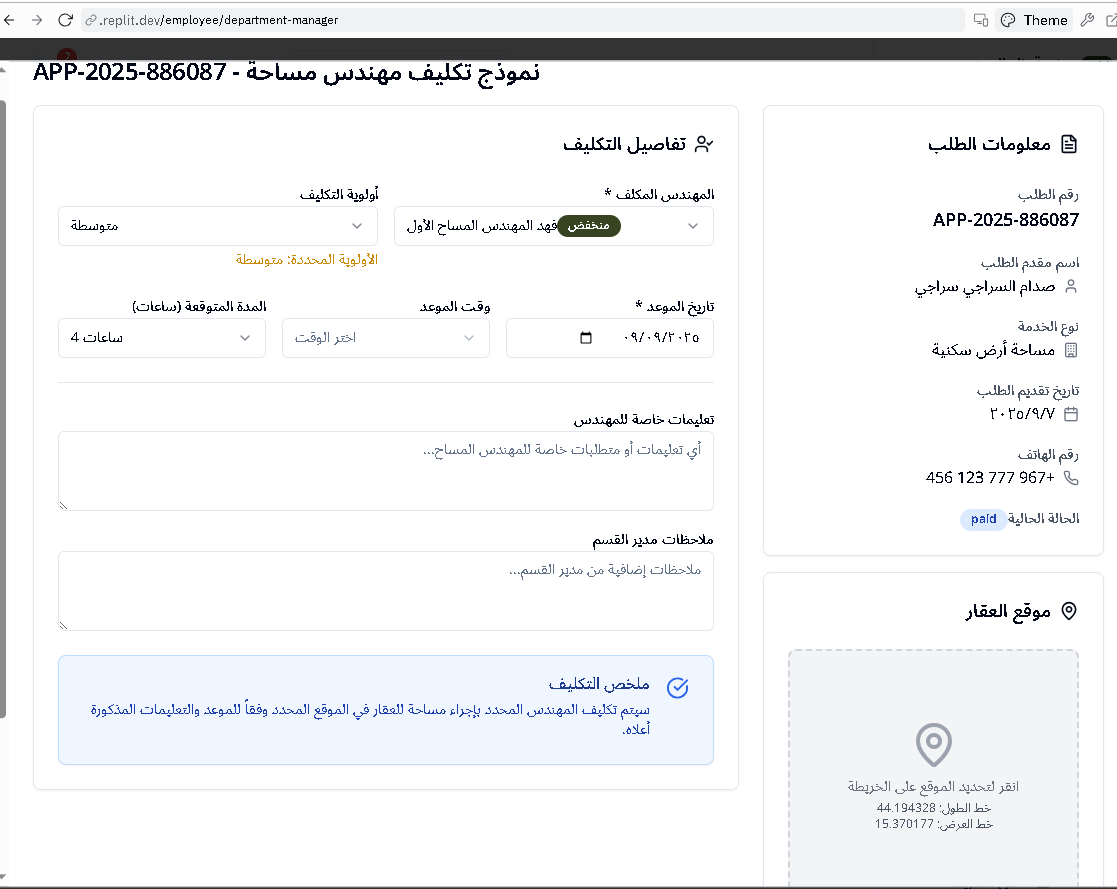 .replit.dev/employee/department-manager
Theme
نموذج تكليف مهندس مساحة - APP-2025-886087
معلومات الطلب
رقم الطلب
APP-2025-886087
اسم مقدم الطلب
صدام السراجي سراجي
نوع الخدمة
مساحة أرض سكنية
تاريخ تقديم الطلب
٢٠٢٥/٩/٧
رقم الهاتف
+967 777 123 456
الحالة الحالية paid
موقع العقار
انقر لتحديد الموقع على الخريطة
خط الطول: 44.194328
خط العرض: 15.370177
تفاصيل التكليف
المهندس المكلف *
منخفض فهد المهندس المساح الأول
أولوية التكليف
متوسطة
الأولوية المحددة: متوسطة
تاريخ الموعد *
٠٩/٠٩/٢٠٢٥
وقت الموعد
اختر الوقت
المدة المتوقعة (ساعات)
4 ساعات
تعليمات خاصة للمهندس
أي تعليمات أو متطلبات خاصة للمهندس المساح...
ملاحظات مدير القسم
ملاحظات إضافية من مدير القسم...
ملخص التكليف
سيتم تكليف المهندس المحدد بإجراء مساحة للعقار في الموقع المحدد وفقاً للموعد والتعليمات المذكورة
أعلاه.